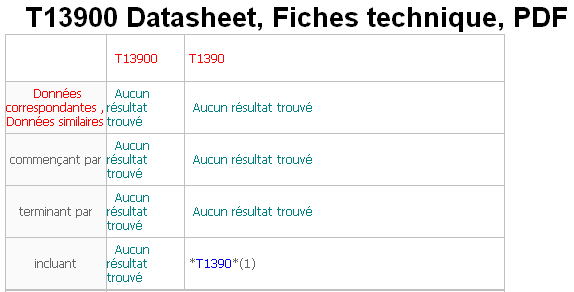 T13900 Datasheet, Fiches technique, PDF
T13900 T1390
Données
correspondantes ,
Données similaires
Aucun
résultat
trouvé
Aucun résultat trouvé
commençant par
Aucun
résultat
trouvé
Aucun résultat trouvé
terminant par
Aucun
résultat
trouvé
Aucun résultat trouvé
incluant
Aucun
résultat
trouvé
*T1390*(1)